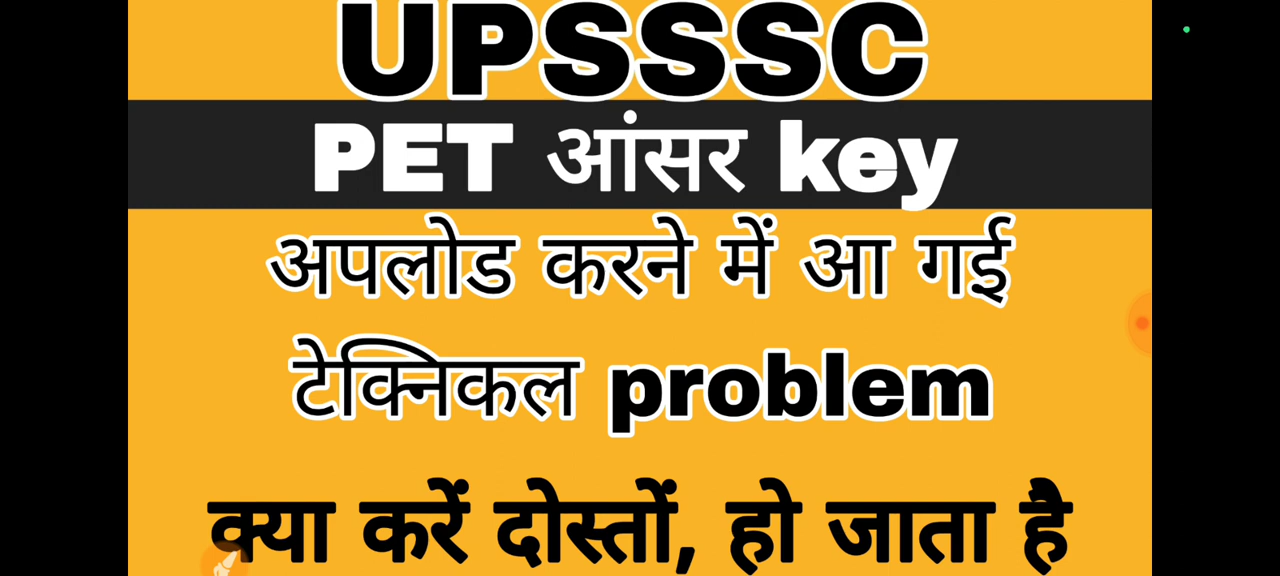 UPSSSC
PET आंसर key
अपलोड करने में आ गई
टेक्निकल problem
क्या करें दोस्तों, हो जाता है